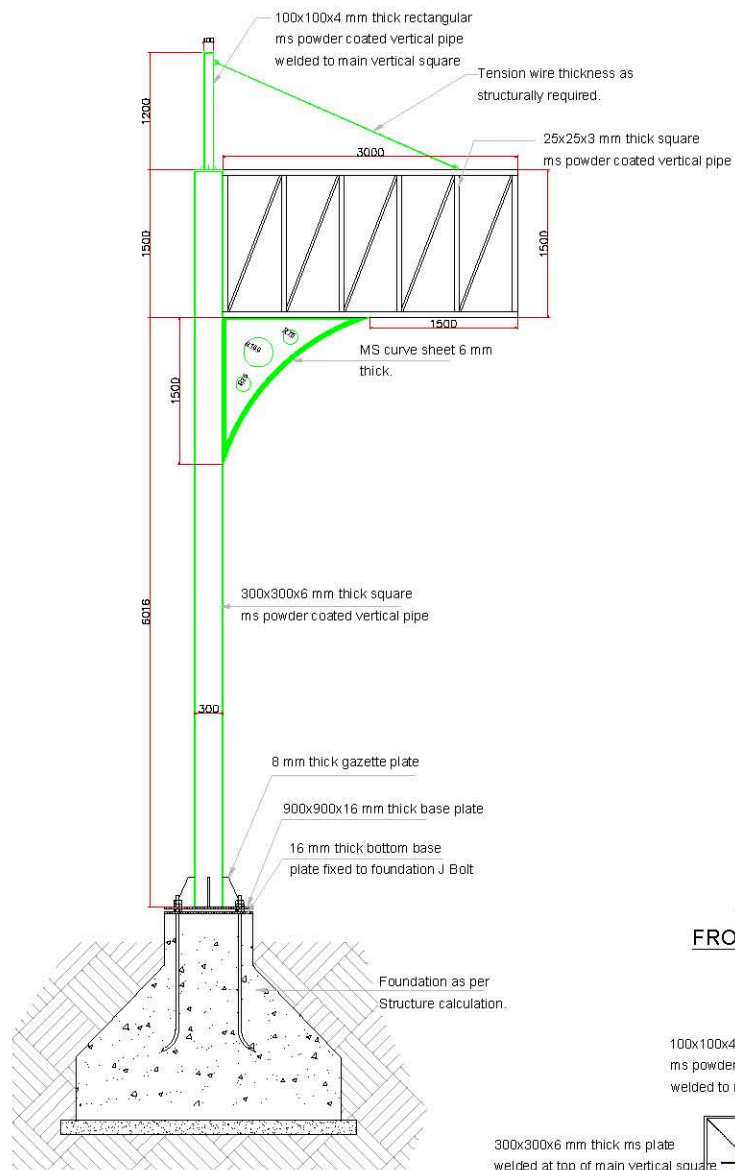 100x100x4 mm thick rectangular
ms powder coated vertical pipe
welded to main vertical square
Tension wire thickness as
structurally required.
1200
3000
25x25x3 mm thick square
ms powder coated vertical pipe
1500
1500
1500
R75
R150
MS curve sheet 6 mm
thick.
1500
300x300x6 mm thick square
ms powder coated vertical pipe
6016
300
8 mm thick gazette plate
900x900x16 mm thick base plate
16 mm thick bottom base
plate fixed to foundation J Bolt
FRO
Foundation as per
Structure calculation.
100x100x4
ms powder
welded to
300x300x6 mm thick ms plate
welded at top of main vertical square